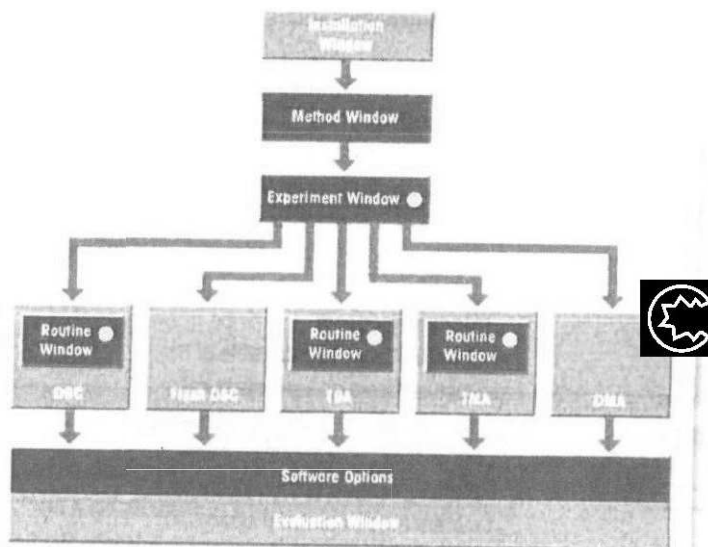 Installation
Window
Method Window
Experiment Window
Routine
Window
Routine
Window
Routine
Window
DSC
Flash DSC
TGA
TMA
DMA
Software Options
Evaluation Window